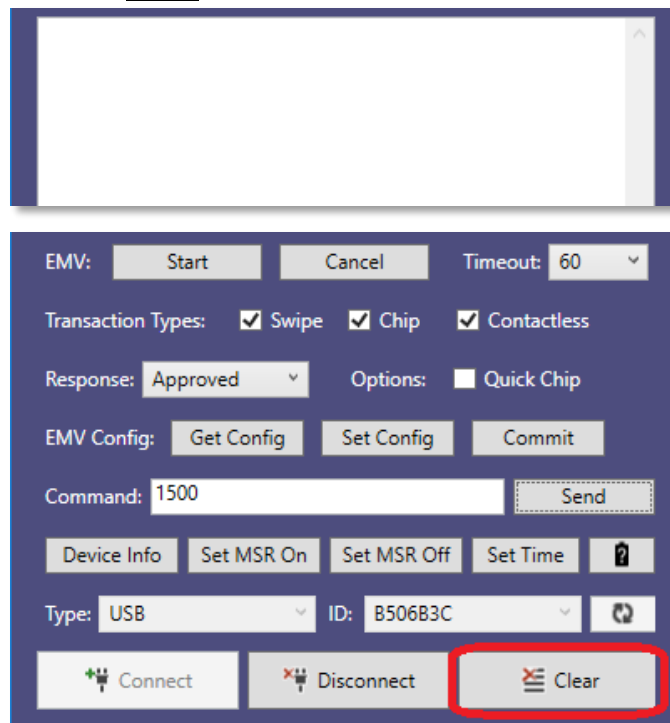 EMV: Start Cancel Timeout: 60
Transaction Types: Swipe Chip Contactless
Response: Approved Options: Quick Chip
EMV Config: Get Config Set Config Commit
Command: 1500 Send
Device Info Set MSR On Set MSR Off Set Time ?
Type: USB ID: B506B3C
Connect Disconnect Clear